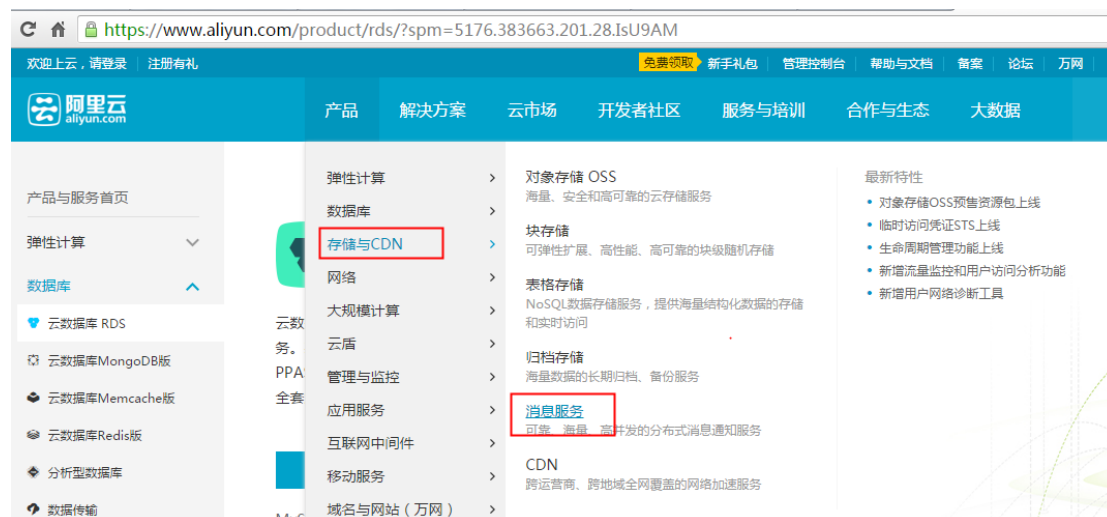 https://www.aliyun.com/product/rds/?spm=5176.383663.201.28.IsU9AM
欢迎上云，请登录 注册有礼 免费领取 新手礼包 管理控制台 帮助与文档 备案 论坛 万网
阿里云
aliyun.com
产品 解决方案 云市场 开发者社区 服务与培训 合作与生态 大数据
产品与服务首页
弹性计算
数据库
云数据库 RDS
云数据库MongoDB版
云数据库Memcache版
云数据库Redis版
分析型数据库
数据传输
云数
务。
PPA
全套
弹性计算
数据库
存储与CDN
网络
大规模计算
云盾
管理与监控
应用服务
互联网中间件
移动服务
域名与网站（万网）
对象存储 OSS
海量、安全和高可靠的云存储服务
块存储
可弹性扩展、高性能、高可靠的块级随机存储
表格存储
NoSQL数据存储服务，提供海量结构化数据的存储
和实时访问
归档存储
海量数据的长期归档、备份服务
消息服务
可靠、海量、高并发的分布式消息通知服务
CDN
跨运营商、跨地域全网覆盖的网络加速服务
最新特性
• 对象存储OSS预售资源包上线
• 临时访问凭证STS上线
• 生命周期管理功能上线
• 新增流量监控和用户访问分析功能
• 新增用户网络诊断工具